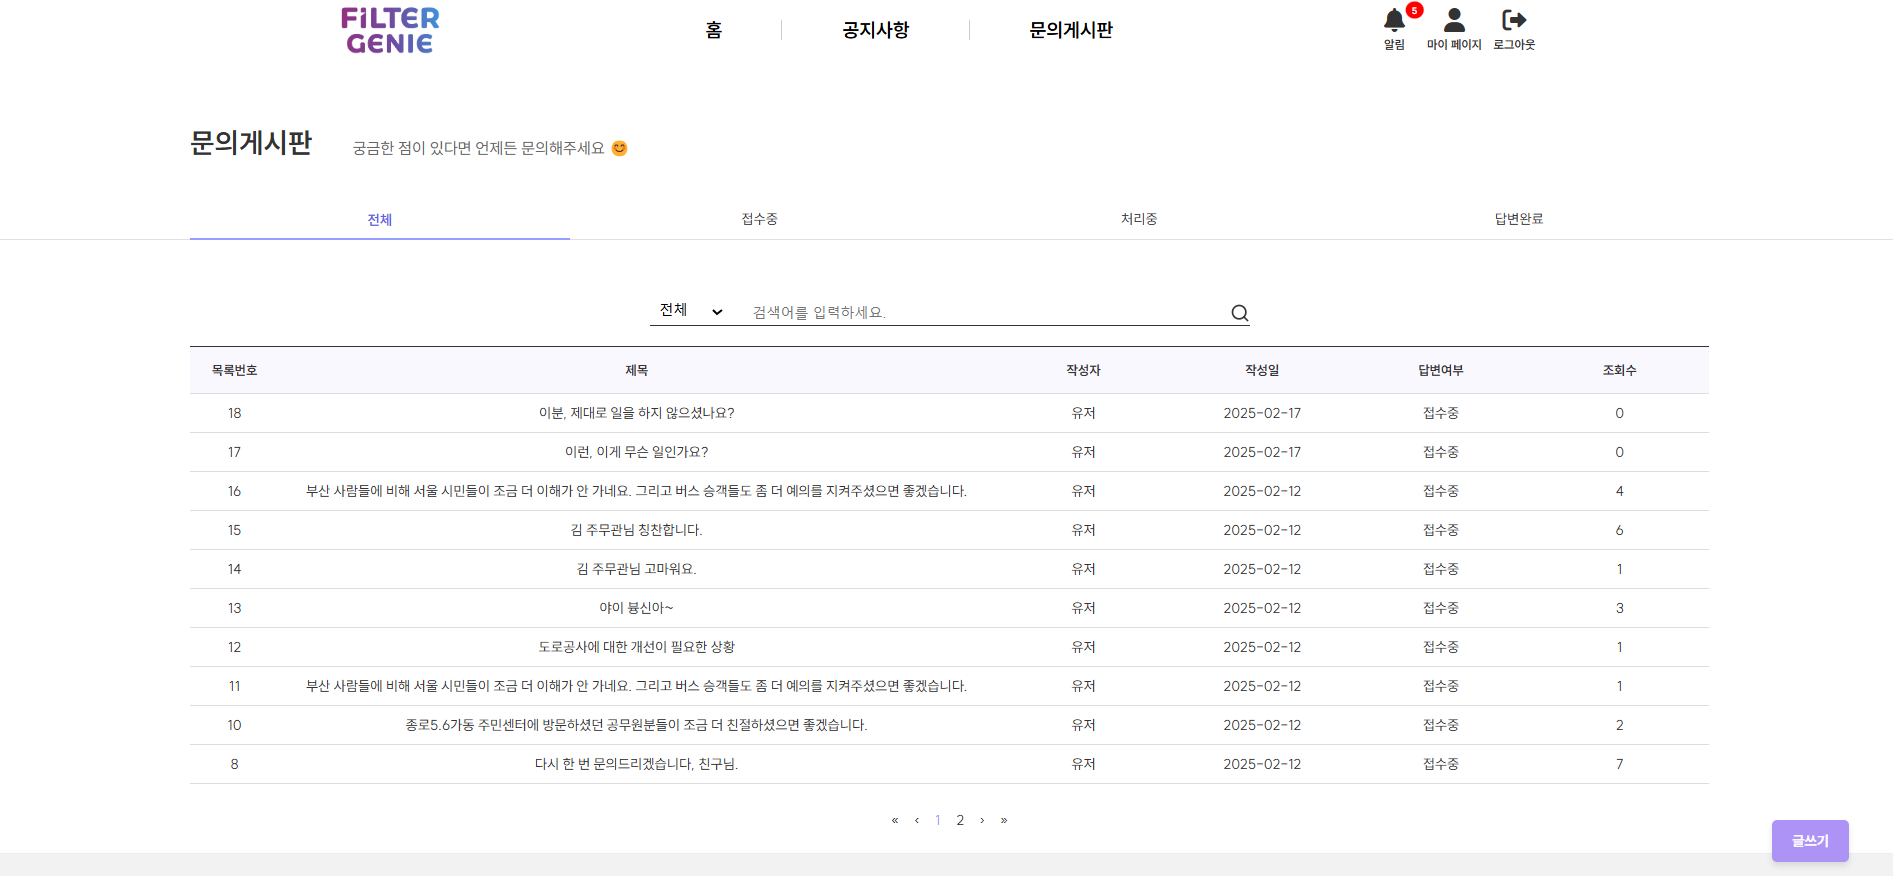 FiLTER
GENIE
홈
공지사항
문의게시판
5
알림
마이 페이지
로그아웃
문의게시판
궁금한 점이 있다면 언제든 문의해주세요 😊
전체
접수중
처리중
답변완료
전체
검색어를 입력하세요.
목록번호 제목 작성자 작성일 답변여부 조회수
18 이분, 제대로 일을 하지 않으셨나요? 유저 2025-02-17 접수중 0
17 이런, 이게 무슨 일인가요? 유저 2025-02-17 접수중 0
16 부산 사람들에 비해 서울 시민들이 조금 더 이해가 안 가네요. 그리고 버스 승객들도 좀 더 예의를 지켜주셨으면 좋겠습니다. 유저 2025-02-12 접수중 4
15 김 주무관님 칭찬합니다. 유저 2025-02-12 접수중 6
14 김 주무관님 고마워요. 유저 2025-02-12 접수중 1
13 야이 븅신아~ 유저 2025-02-12 접수중 3
12 도로공사에 대한 개선이 필요한 상황 유저 2025-02-12 접수중 1
11 부산 사람들에 비해 서울 시민들이 조금 더 이해가 안 가네요. 그리고 버스 승객들도 좀 더 예의를 지켜주셨으면 좋겠습니다. 유저 2025-02-12 접수중 1
10 종로5.6가동 주민센터에 방문하셨던 공무원분들이 조금 더 친절하셨으면 좋겠습니다. 유저 2025-02-12 접수중 2
8 다시 한 번 문의드리겠습니다, 친구님. 유저 2025-02-12 접수중 7
« ‹ 1 2 › »
글쓰기